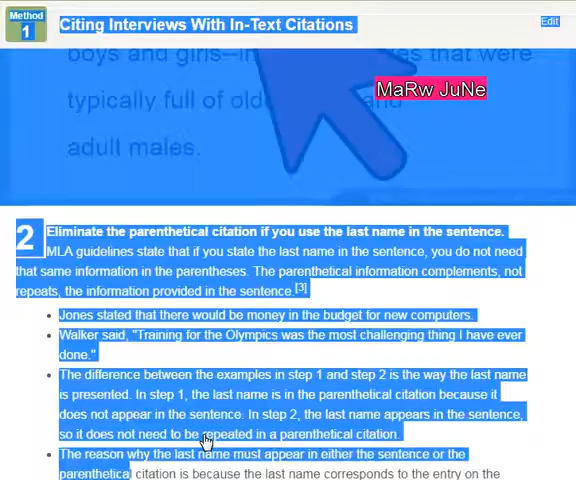 Method
1
Citing Interviews With In-Text Citations
Edit
boys and girls--in es that were
MaRw JuNe
typically full of olde and
adult males.
2
Eliminate the parenthetical citation if you use the last name in the sentence.
MLA guidelines state that if you state the last name in the sentence, you do not need
that same information in the parentheses. The parenthetical information complements, not
repeats, the information provided in the sentence.[3]
Jones stated that there would be money in the budget for new computers.
Walker said, "Training for the Olympics was the most challenging thing I have ever
done."
The difference between the examples in step 1 and step 2 is the way the last name
is presented. In step 1, the last name is in the parenthetical citation because it
does not appear in the sentence. In step 2, the last name appears in the sentence,
so it does not need to be repeated in a parenthetical citation.
The reason why the last name must appear in either the sentence or the
parenthetical citation is because the last name corresponds to the entry on the